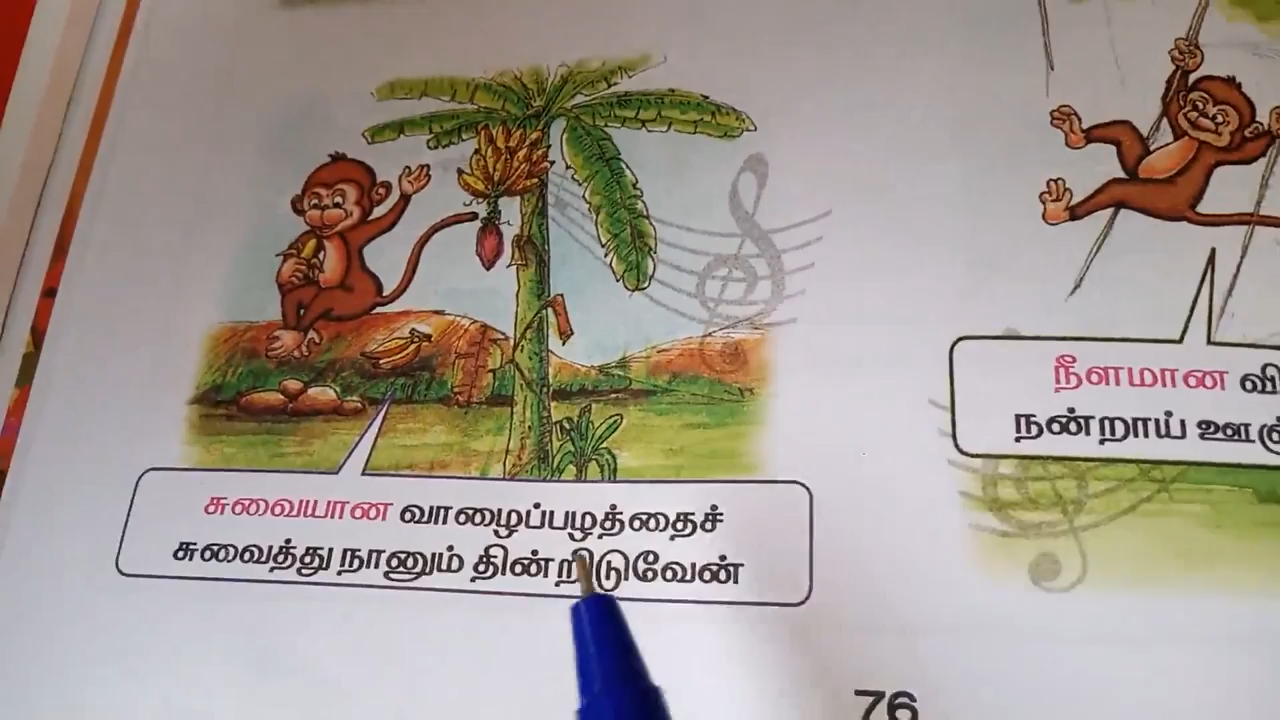 சுவையான வாழைப்பழத்தைச்
சுவைத்து நானும் தின்றிடுவேன்
நீளமான
நன்றாய்
76